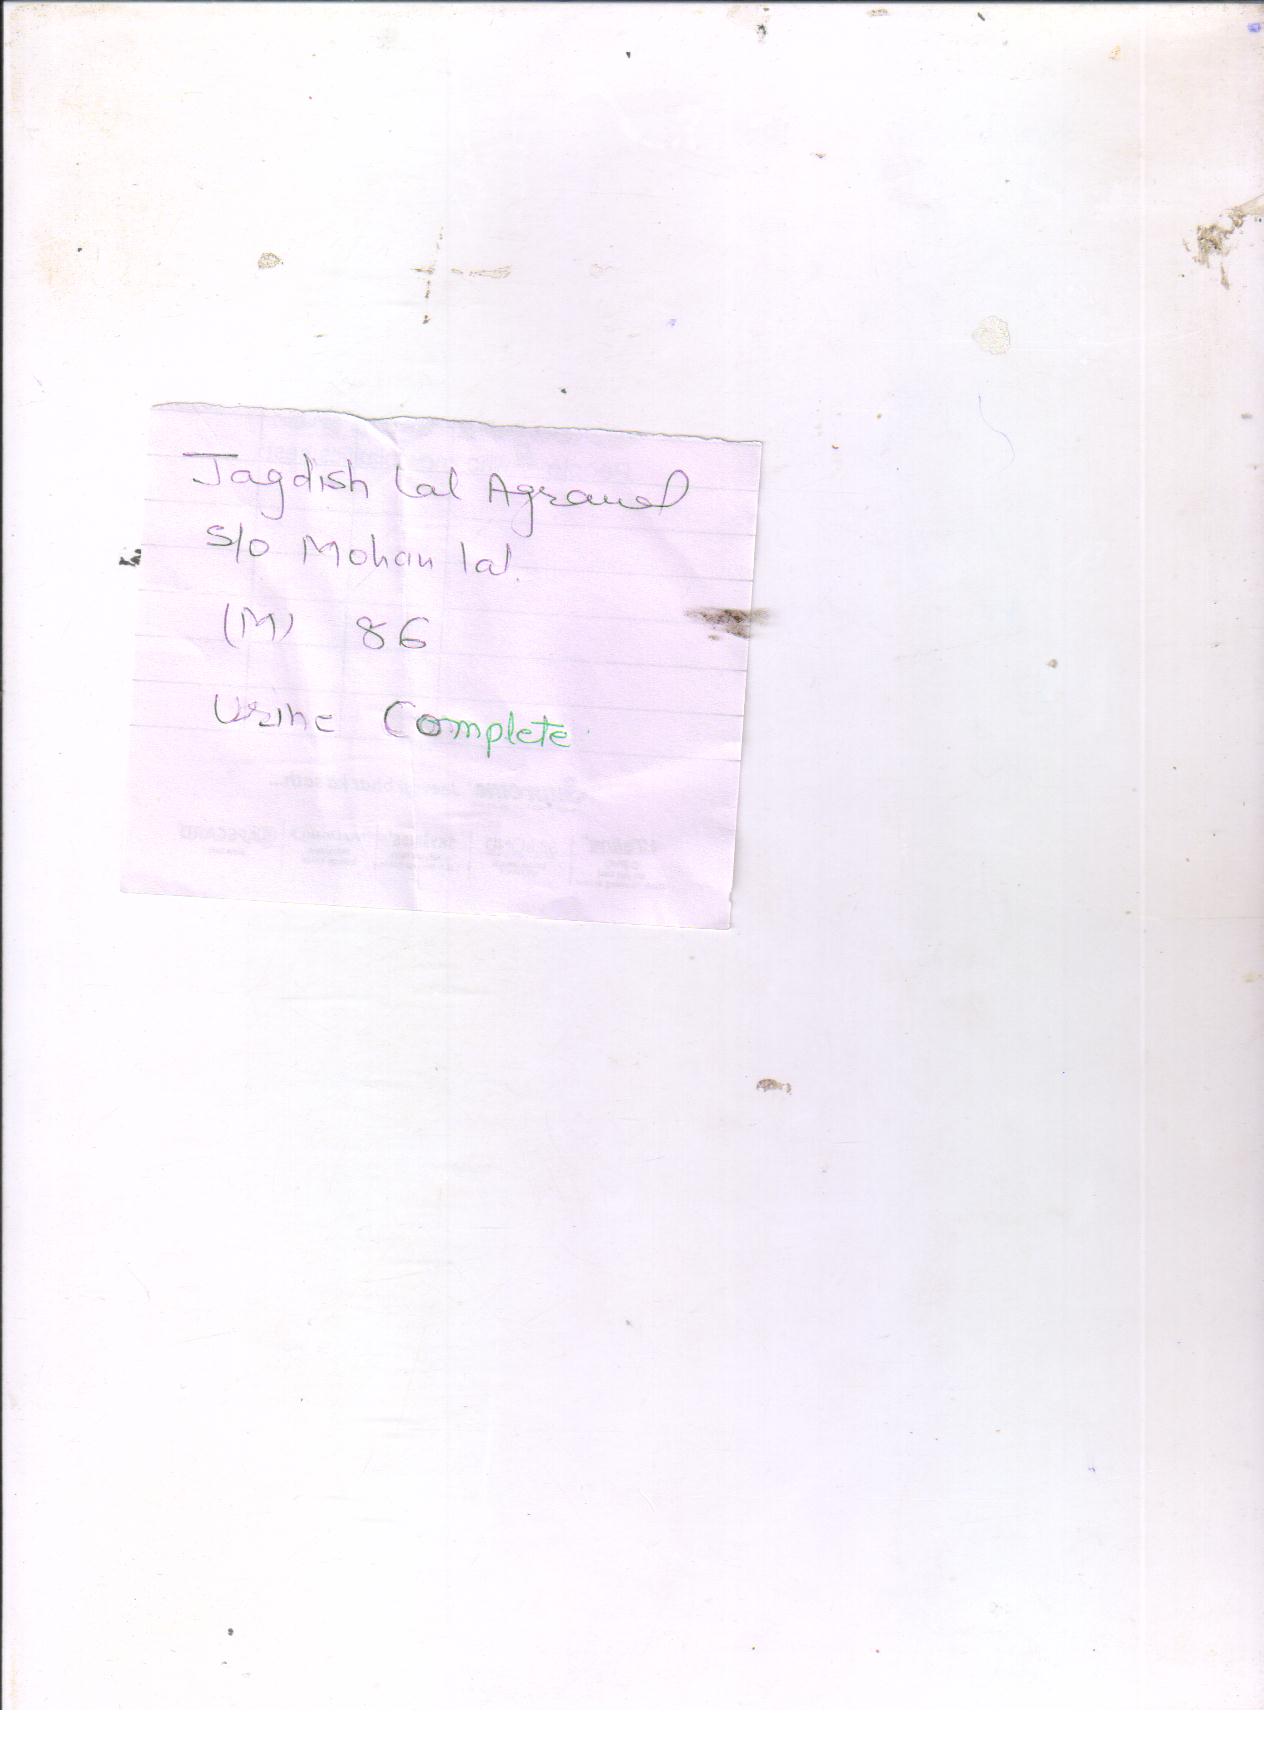 Jagdish Lal Agrawal
S/o Mohan lal.
(M) 86
Urine Complete